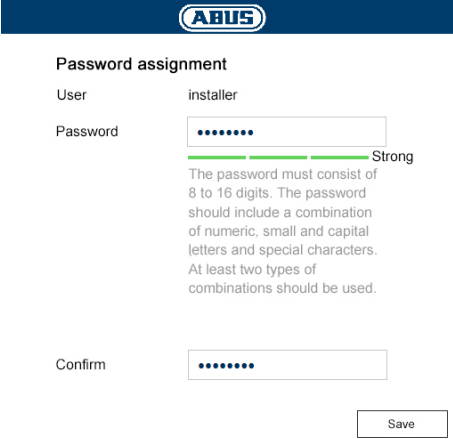 ABUS
Password assignment
User installer
Password ••••••••
Strong
The password must consist of
8 to 16 digits. The password
should include a combination
of numeric, small and capital
letters and special characters.
At least two types of
combinations should be used.
Confirm ••••••••
Save